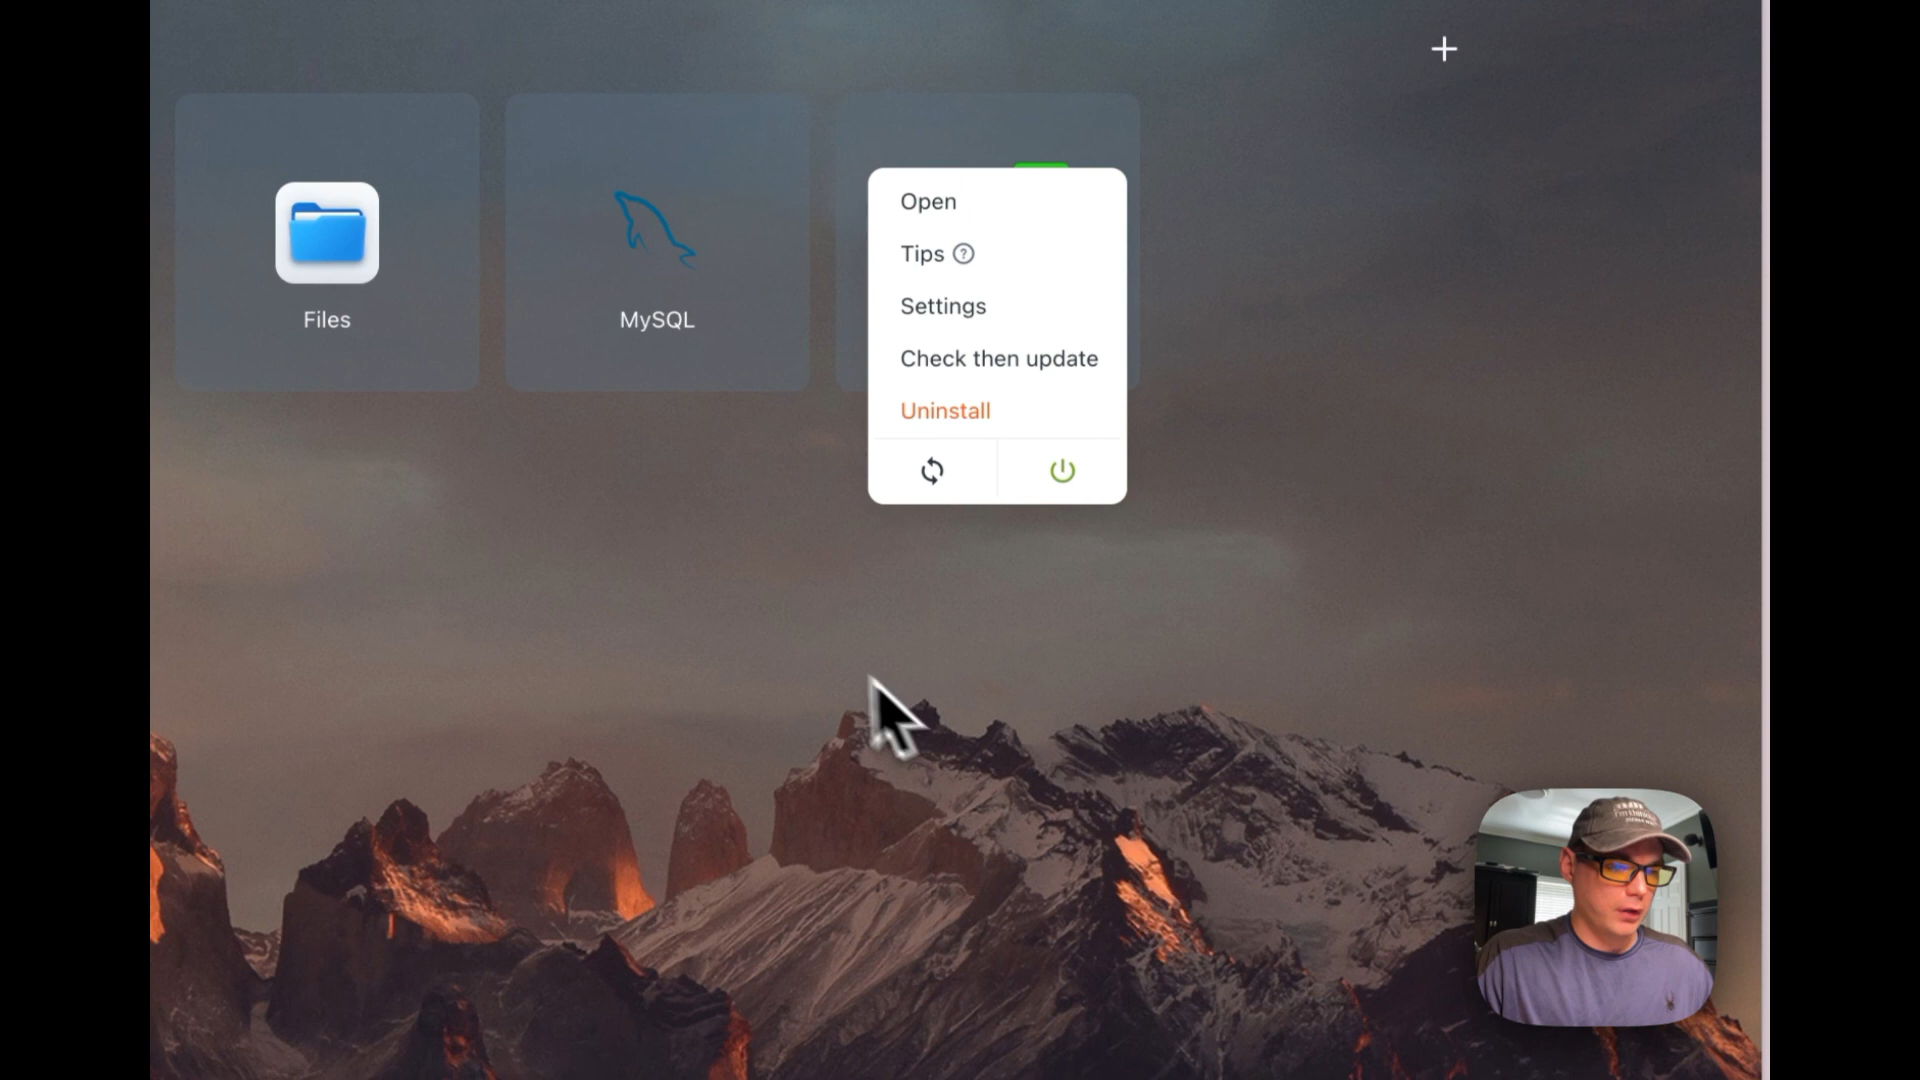 Files
MySQL
Open
Tips ?
Settings
Check then update
Uninstall